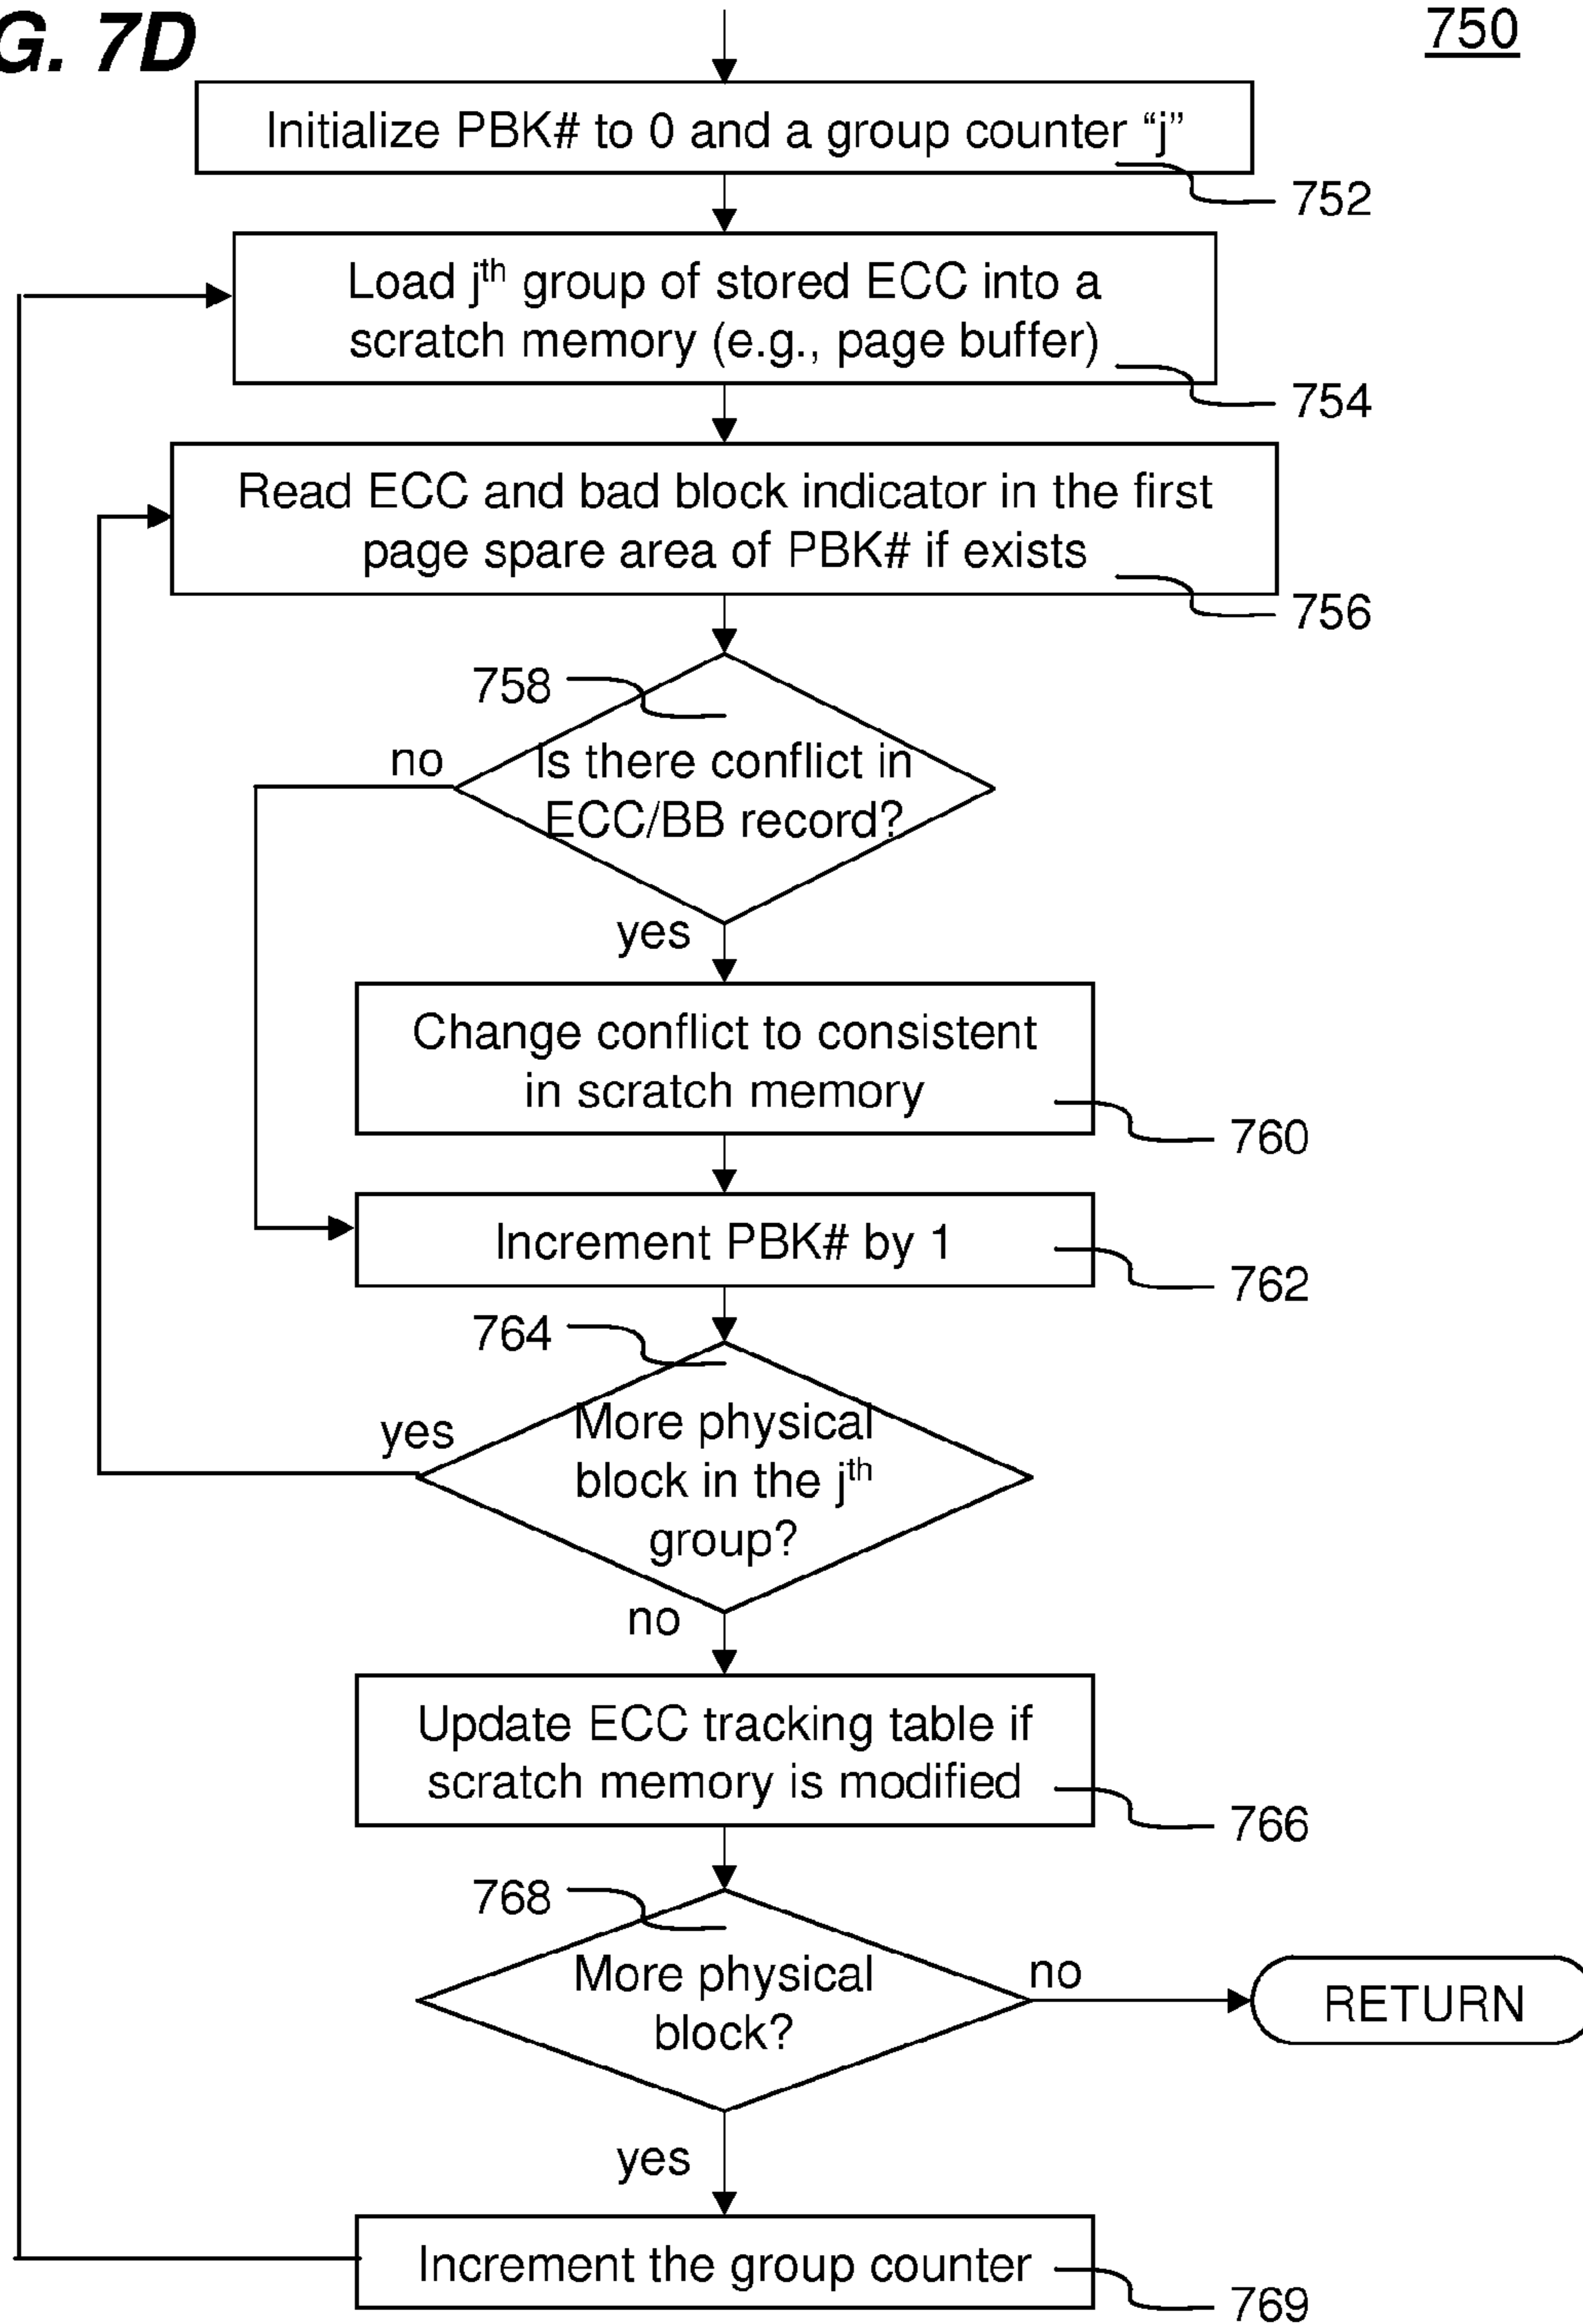 G. 7D
750
Initialize PBK# to 0 and a group counter “j”
752
Load jth group of stored ECC into a
scratch memory (e.g., page buffer)
754
Read ECC and bad block indicator in the first
page spare area of PBK# if exists
756
758
no
Is there conflict in
ECC/BB record?
yes
Change conflict to consistent
in scratch memory
760
Increment PBK# by 1
762
764
yes
More physical
block in the jth
group?
no
Update ECC tracking table if
scratch memory is modified
766
768
More physical
block?
no
RETURN
yes
Increment the group counter
769